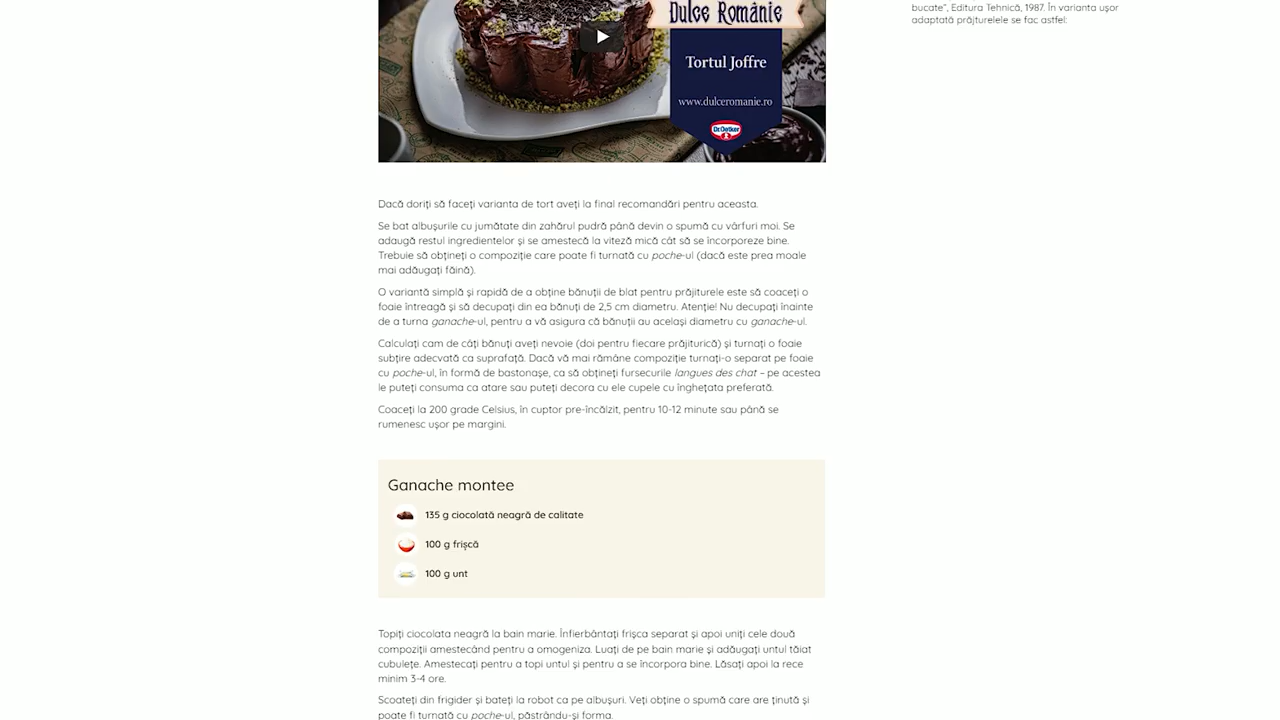 bucate", Editura Tehnică, 1987. În varianta ușor
adaptată prăjturelele se fac astfel:
Dulce Românie
Tortul Joffre
www.dulceromanie.ro
Dr.Oetker
Dacă doriți să faceți varianta de tort aveți la final recomandări pentru aceasta.
Se bat albușurile cu jumătate din zahărul pudră până devin o spumă cu vârfuri moi. Se
adaugă restul ingredientelor și se amestecă la viteză mică cât să se încorporeze bine.
Trebuie să obțineți o compoziție care poate fi turnată cu poche-ul (dacă este prea moale
mai adăugați făină).
O variantă simplă și rapidă de a obține bănuții de blat pentru prăjiturele este să coaceți o
foaie întreagă și să decupați din ea bănuți de 2,5 cm diametru. Atenție! Nu decupați înainte
de a turna ganache-ul, pentru a vă asigura că bănuții au același diametru cu ganache-ul.
Calculați cam de câți bănuți aveți nevoie (doi pentru fiecare prăjiturică) și turnați o foaie
subțire adecvată ca suprafață. Dacă vă mai rămâne compoziție turnați-o separat pe foaie
cu poche-ul, în formă de bastonașe, ca să obțineți fursecurile langues des chat – pe acestea
le puteți consuma ca atare sau puteți decora cu ele cupele cu înghețata preferată.
Coaceți la 200 grade Celsius, în cuptor pre-încălzit, pentru 10-12 minute sau până se
rumenesc ușor pe margini.
Ganache montee
135 g ciocolată neagră de calitate
100 g frișcă
100 g unt
Topiți ciocolata neagră la bain marie. Înfierbântați frișca separat și apoi uniți cele două
compoziții amestecând pentru a omogeniza. Luați de pe bain marie și adăugați untul tăiat
cubulețe. Amestecați pentru a topi untul și pentru a se încorpora bine. Lăsați apoi la rece
minim 3-4 ore.
Scoateți din frigider și bateți la robot ca pe albușuri. Veți obține o spumă care are ținută și
poate fi turnată cu poche-ul, păstrându-și forma.